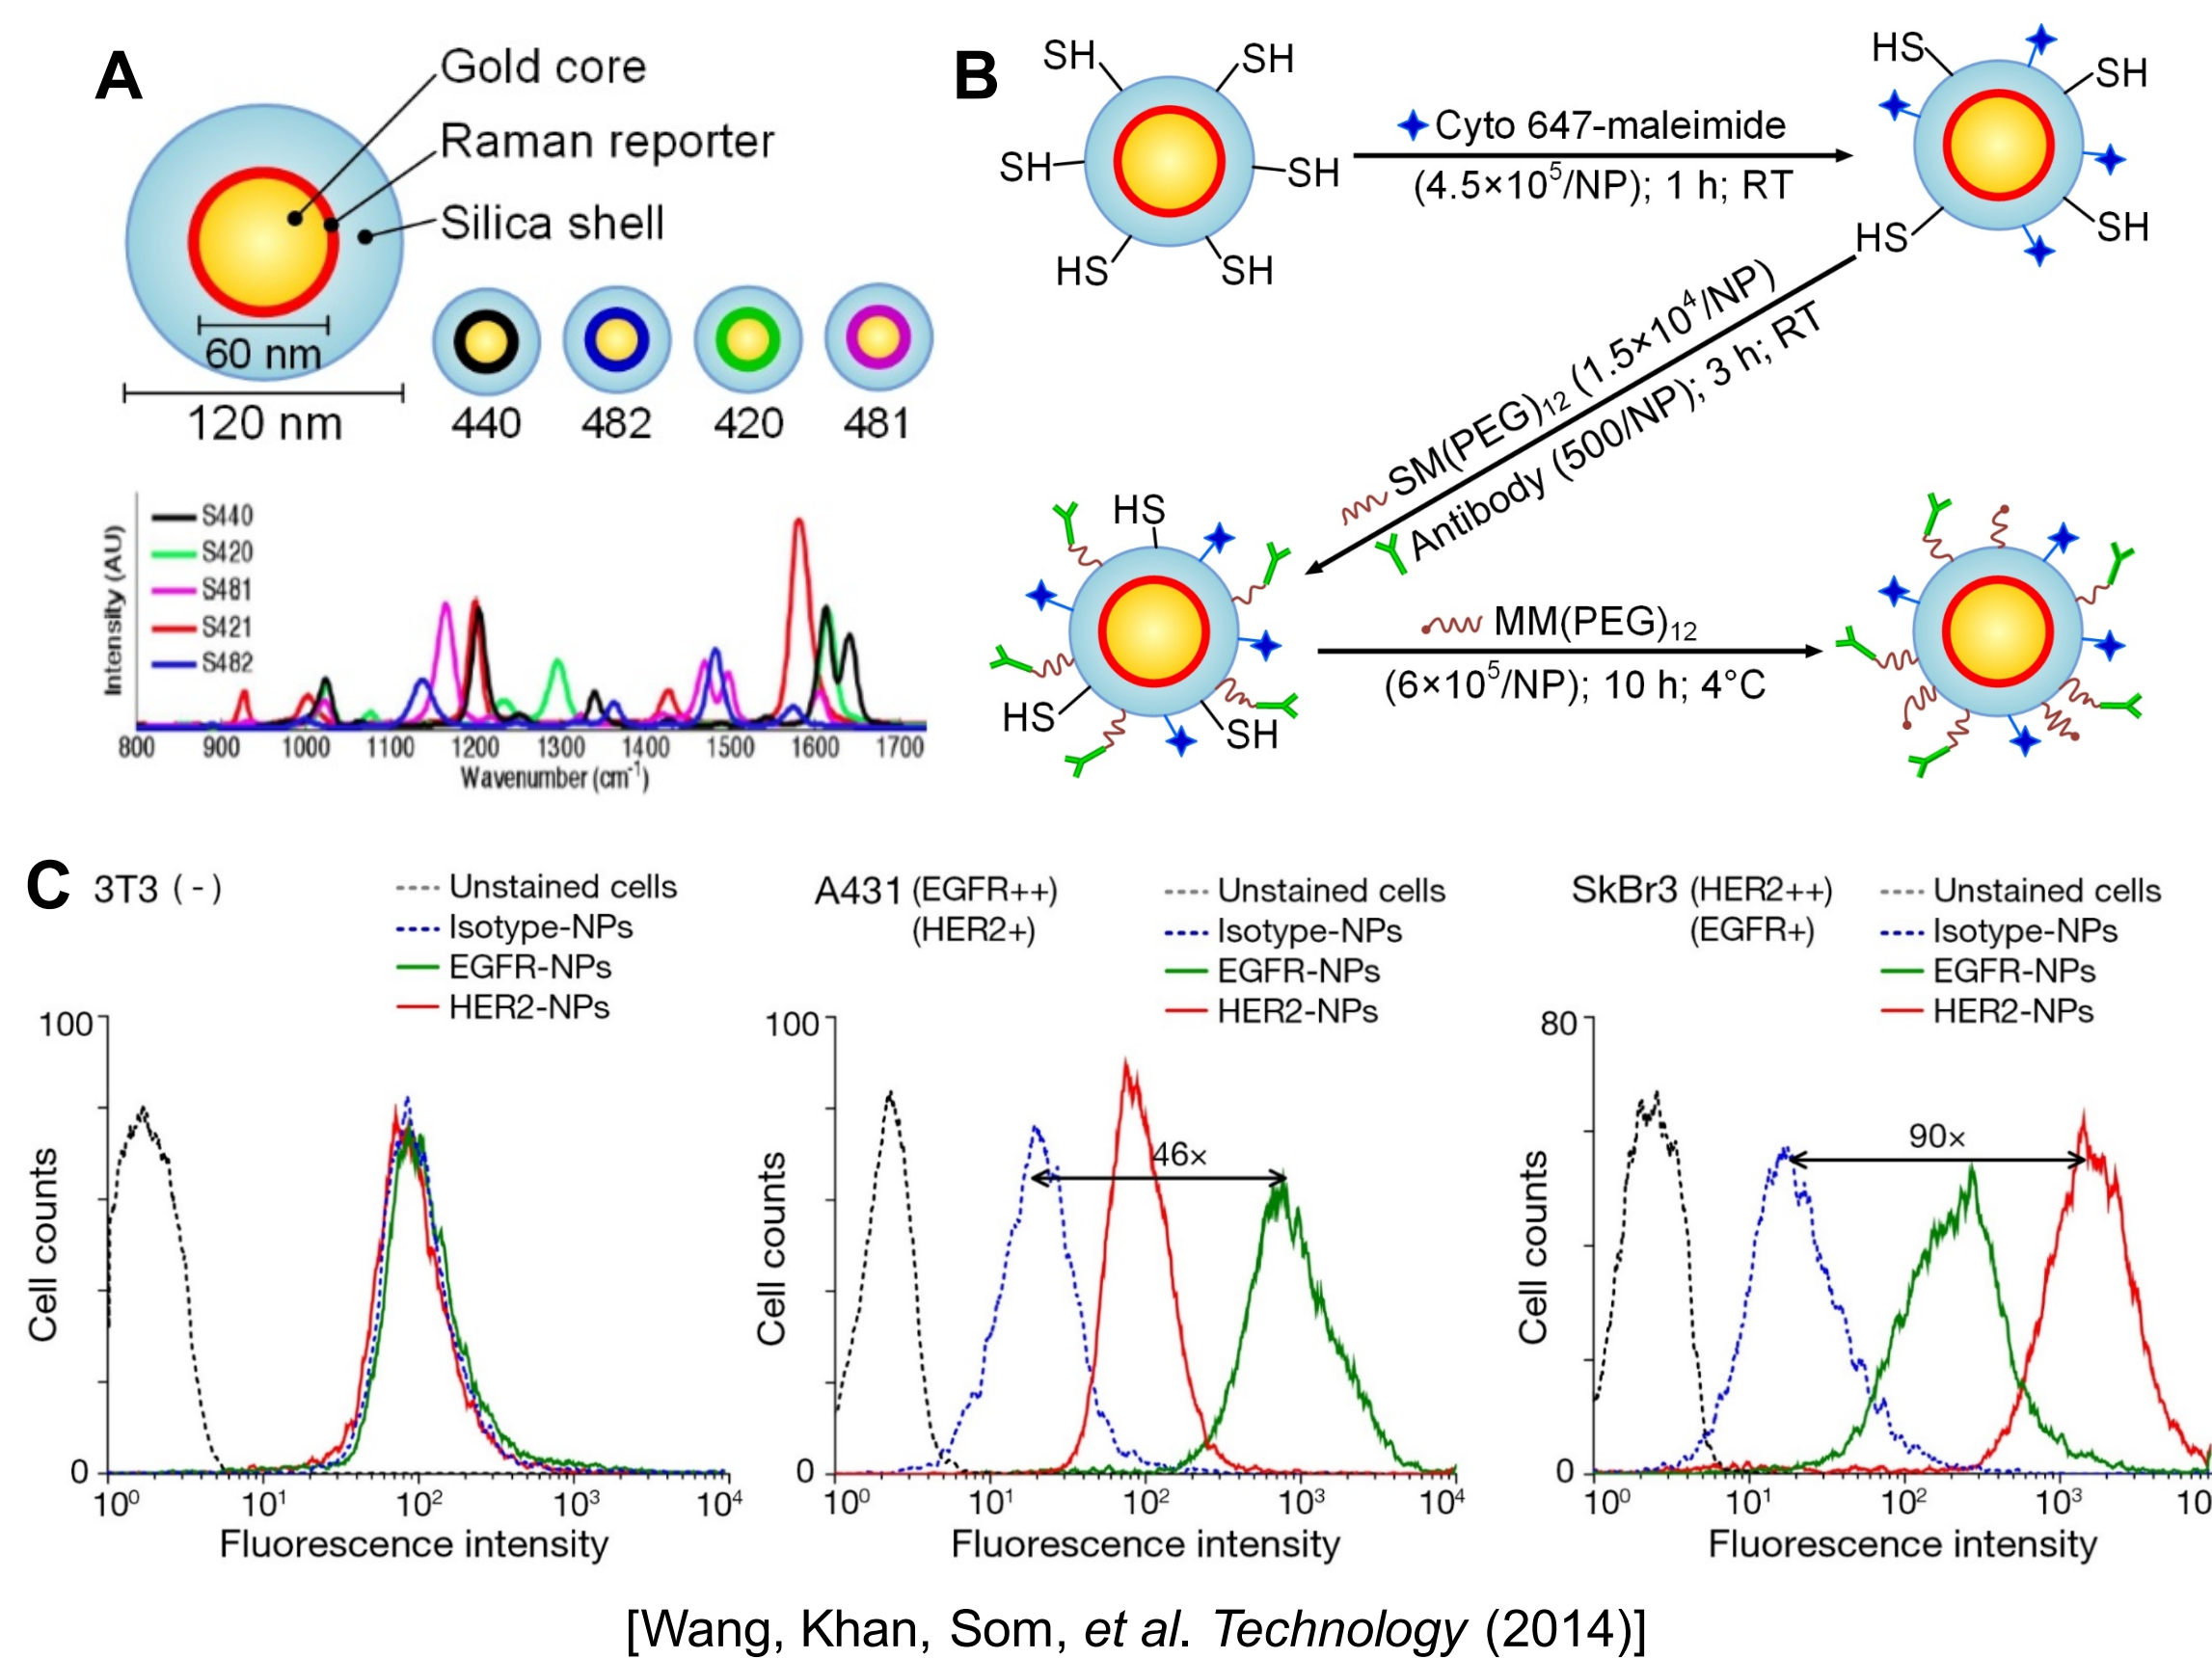 A
Gold core
Raman reporter
Silica shell
60 nm
120 nm
440
482
420
481
Intensity (AU)
S440
S420
S481
S421
S482
800 900 1000 1100 1200 1300 1400 1500 1600 1700
Wavenumber (cm⁻¹)
B
SH
SH
SH
SH
HS
SH
Cyto 647-maleimide
(4.5×10⁵/NP); 1 h; RT
HS
SH
SH
HS
SM(PEG)₁₂ (1.5×10⁴/NP)
Antibody (500/NP); 3 h; RT
HS
HS
SH
MM(PEG)₁₂
(6×10⁵/NP); 10 h; 4°C
C
3T3 (-)
Unstained cells
Isotype-NPs
EGFR-NPs
HER2-NPs
100
0
Cell counts
10⁰ 10¹ 10² 10³ 10⁴
Fluorescence intensity
A431 (EGFR++)
(HER2+)
Unstained cells
Isotype-NPs
EGFR-NPs
HER2-NPs
100
46×
0
Cell counts
10⁰ 10¹ 10² 10³ 10⁴
Fluorescence intensity
SkBr3 (HER2++)
(EGFR+)
Unstained cells
Isotype-NPs
EGFR-NPs
HER2-NPs
80
90×
0
Cell counts
10⁰ 10¹ 10² 10³ 10
Fluorescence intensity
[Wang, Khan, Som, et al. Technology (2014)]